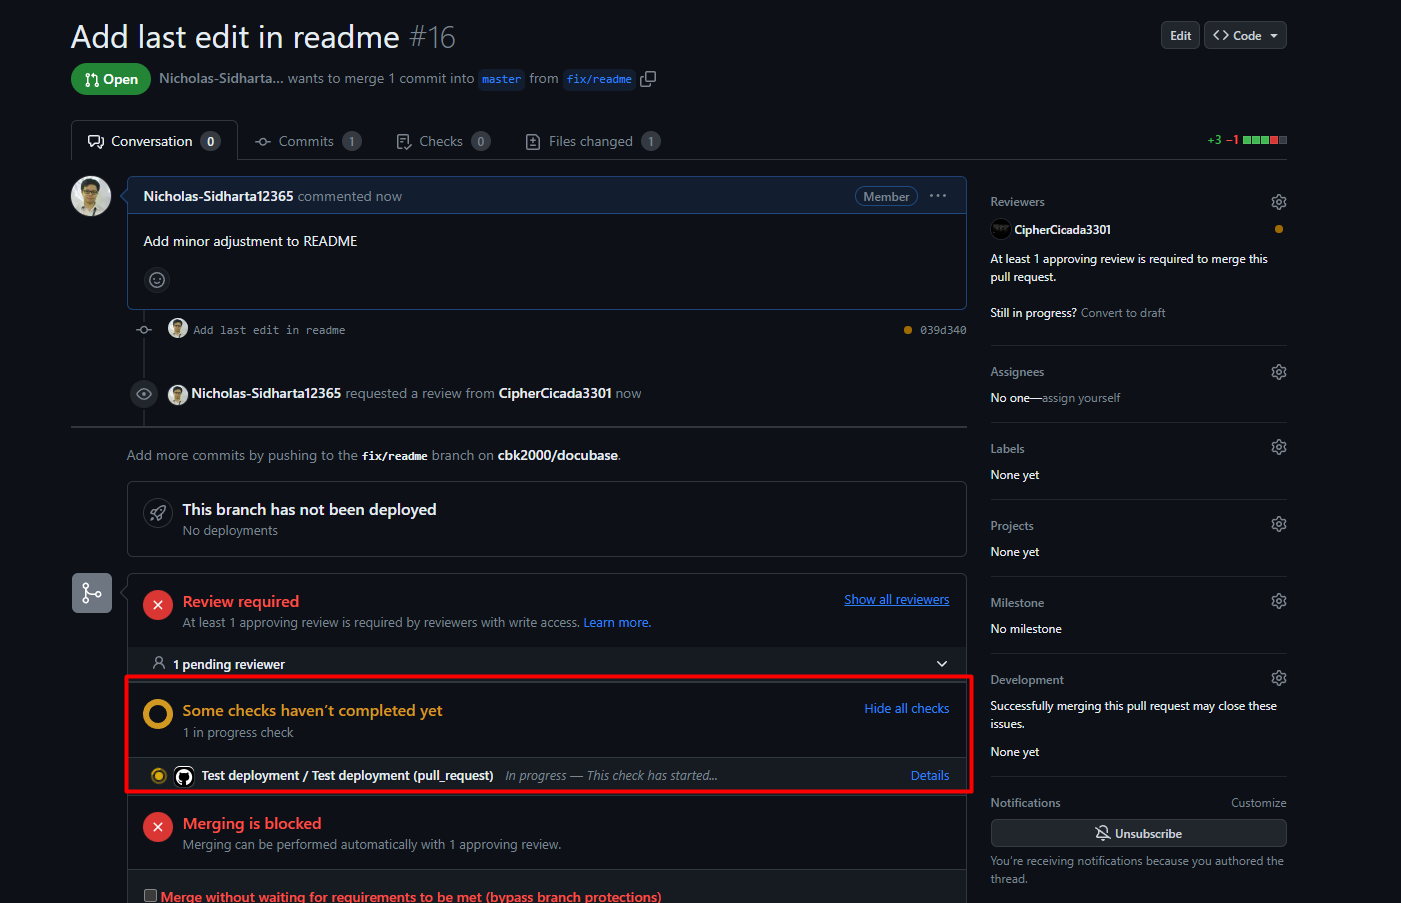 Add last edit in readme #16
Edit
Code
Open
Nicholas-Sidharta... wants to merge 1 commit into master from fix/readme
Conversation 0
Commits 1
Checks 0
Files changed 1
+3 −1
Nicholas-Sidharta12365 commented now
Member
Add minor adjustment to README
Add last edit in readme
039d340
Nicholas-Sidharta12365 requested a review from CipherCicada3301 now
Add more commits by pushing to the fix/readme branch on cbk2000/docubase.
This branch has not been deployed
No deployments
Review required
Show all reviewers
At least 1 approving review is required by reviewers with write access. Learn more.
1 pending reviewer
Some checks haven't completed yet
Hide all checks
1 in progress check
Test deployment / Test deployment (pull_request) In progress — This check has started...
Details
Merging is blocked
Merging can be performed automatically with 1 approving review.
Merge without waiting for requirements to be met (bypass branch protections)
Reviewers
CipherCicada3301
At least 1 approving review is required to merge this
pull request.
Still in progress? Convert to draft
Assignees
No one—assign yourself
Labels
None yet
Projects
None yet
Milestone
No milestone
Development
Successfully merging this pull request may close these
issues.
None yet
Notifications
Customize
Unsubscribe
You're receiving notifications because you authored the
thread.